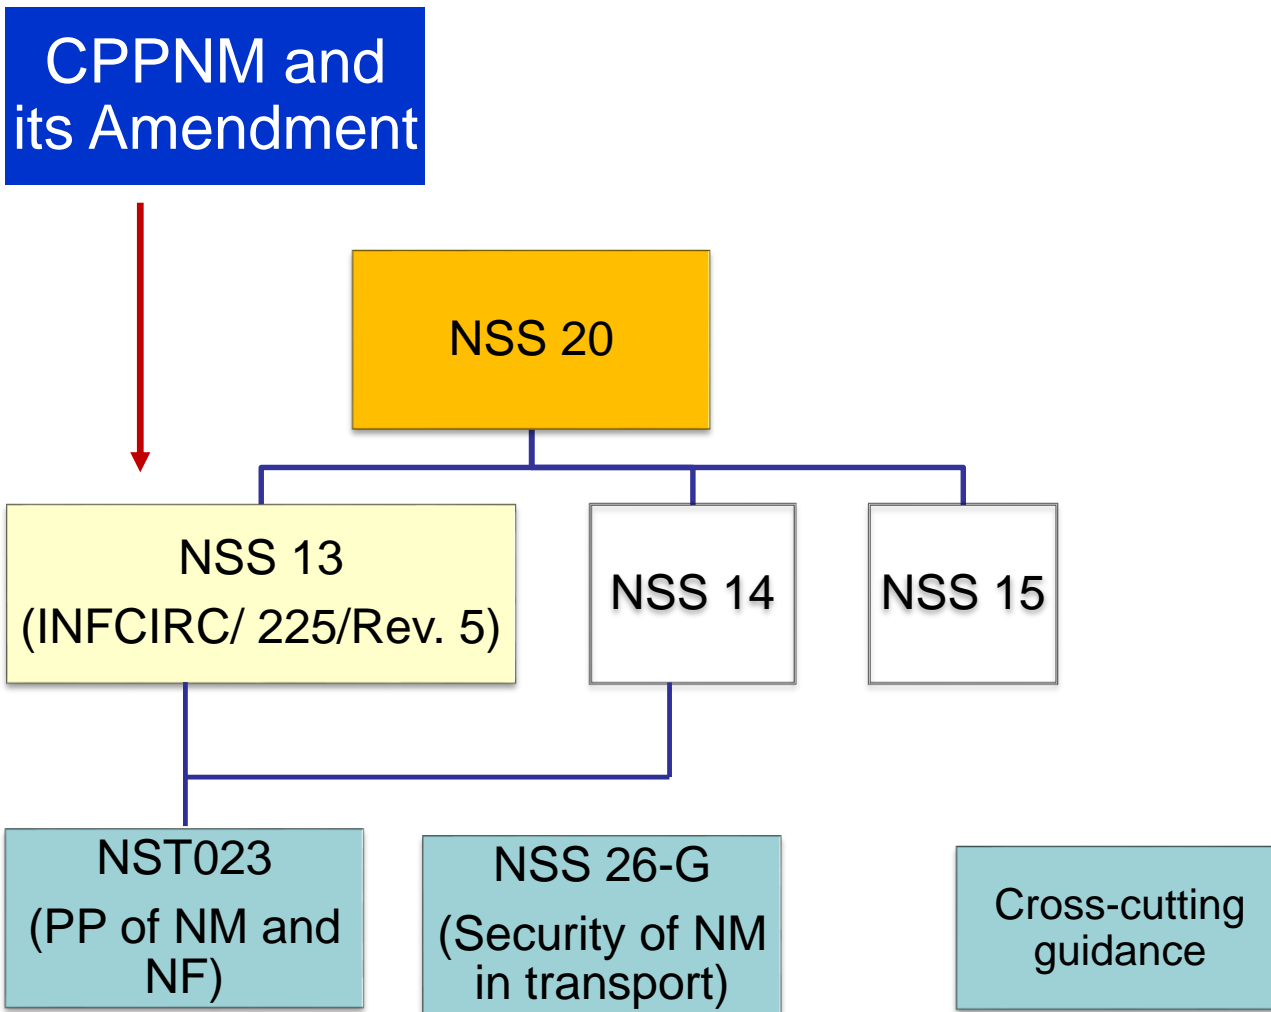 CPPNM and
its Amendment
NSS 20
NSS 13
(INFCIRC/ 225/Rev. 5)
NSS 14
NSS 15
NST023
(PP of NM and
NF)
NSS 26-G
(Security of NM
in transport)
Cross-cutting
guidance